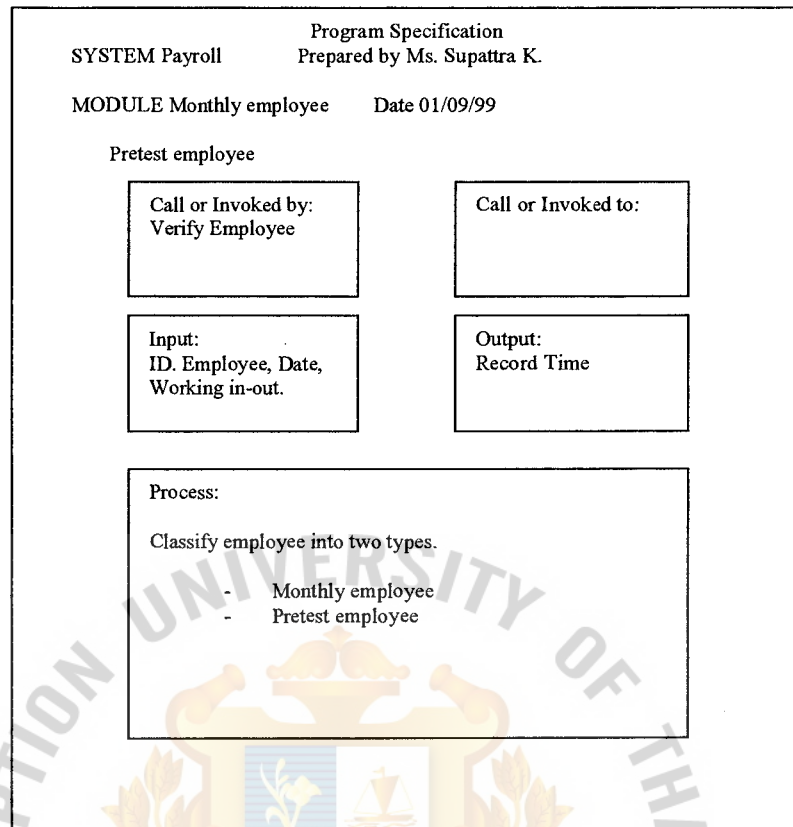 Program Specification
SYSTEM Payroll Prepared by Ms. Supattra K.
MODULE Monthly employee Date 01/09/99
Pretest employee
Call or Invoked by:
Verify Employee
Call or Invoked to:
Input:
ID. Employee, Date,
Working in-out.
Output:
Record Time
Process:
Classify employee into two types.
- Monthly employee
- Pretest employee
UNIVERSITY OF